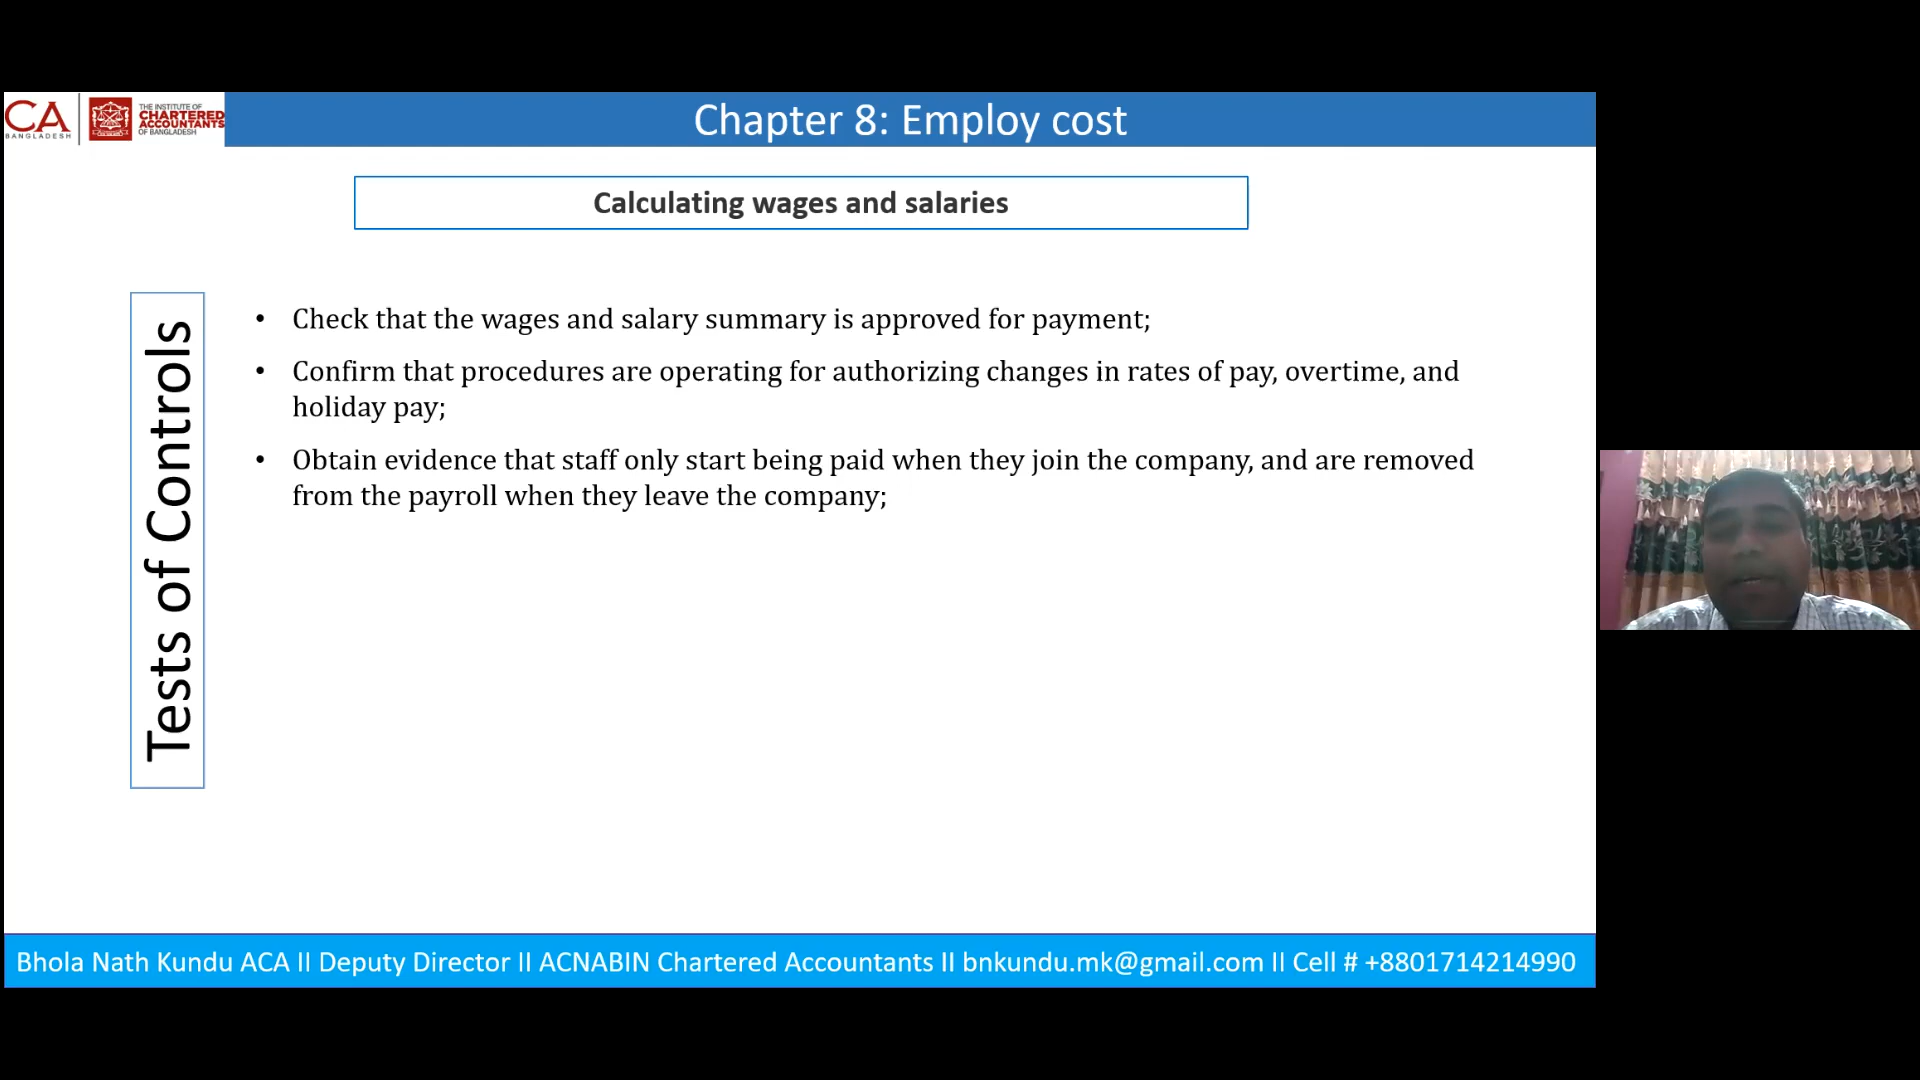 CA
BANGLADESH
THE INSTITUTE OF
CHARTERED
ACCOUNTANTS
OF BANGLADESH
Chapter 8: Employ cost
Calculating wages and salaries
Tests of Controls
• Check that the wages and salary summary is approved for payment;
• Confirm that procedures are operating for authorizing changes in rates of pay, overtime, and
holiday pay;
• Obtain evidence that staff only start being paid when they join the company, and are removed
from the payroll when they leave the company;
Bhola Nath Kundu ACA II Deputy Director II ACNABIN Chartered Accountants II bnkundu.mk@gmail.com II Cell # +8801714214990